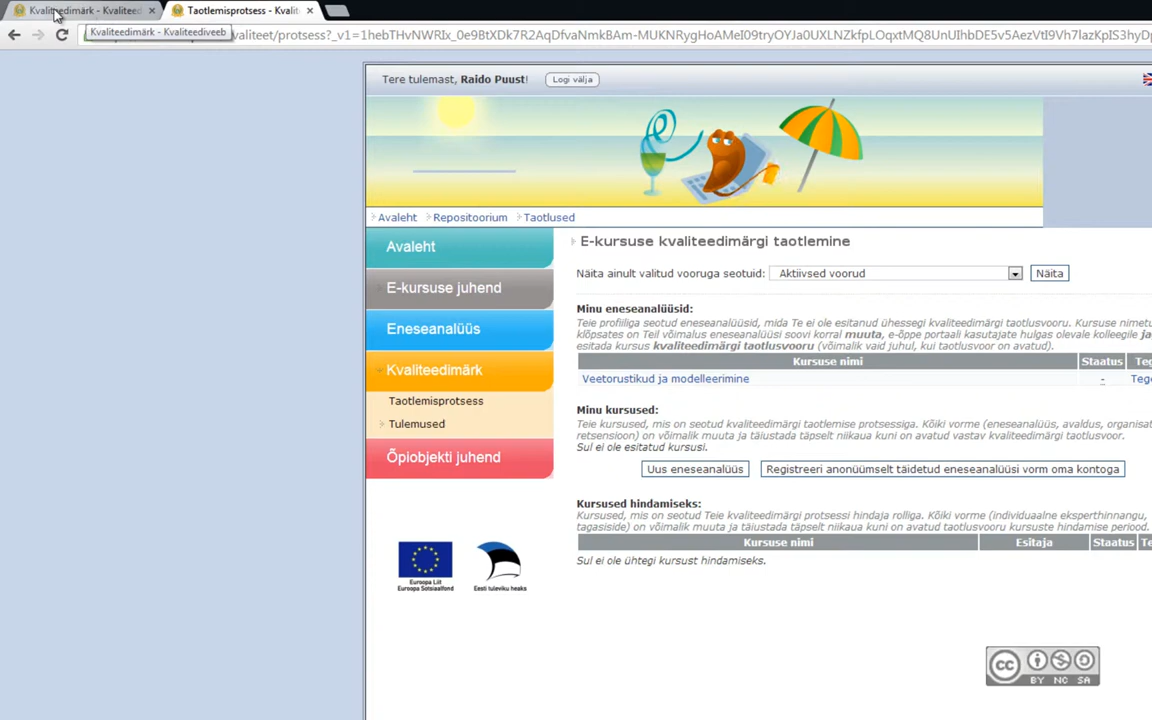 Kvaliteedimärk - Kvaliteed
Taotlemisprotsess - Kvalit
Kvaliteedimärk - Kvaliteediveeb
Tere tulemast, Raido Puust!
Logi välja
Avaleht
Repositoorium
Taotlused
Avaleht
E-kursuse juhend
Eneseanalüüs
Kvaliteedimärk
Taotlemisprotsess
Tulemused
Õpiobjekti juhend
Euroopa Liit
Euroopa Sotsiaalfond
Eesti tuleviku heaks
E-kursuse kvaliteedimärgi taotlemine
Näita ainult valitud vooruga seotuid:
Aktiivsed voorud
Näita
Minu eneseanalüüsid:
Teie profiiliga seotud eneseanalüüsid, mida Te ei ole esitanud ühessegi kvaliteedimärgi taotlusvooru. Kursuse nimetu
klõpsates on Teil võimalus eneseanalüüsi soovi korral muuta, e-õppe portaali kasutajate hulgas olevale kolleegile ja
esitada kursus kvaliteedimärgi taotlusvooru (võimalik vaid juhul, kui taotlusvoor on avatud).
Kursuse nimi
Staatus
Veetorustikud ja modelleerimine
-
Minu kursused:
Teie kursused, mis on seotud kvaliteedimärgi taotlemise protsessiga. Kõiki vorme (eneseanalüüs, avaldus, organisat
retsensioon) on võimalik muuta ja täiustada täpselt niikaua kuni on avatud vastav kvaliteedimärgi taotlusvoor.
Sul ei ole esitatud kursusi.
Uus eneseanalüüs
Registreeri anonüümselt täidetud eneseanalüüsi vorm oma kontoga
Kursused hindamiseks:
Kursused, mis on seotud Teie kvaliteedimärgi protsessi hindaja rolliga. Kõiki vorme (individuaalne eksperthinnang,
tagasiside) on võimalik muuta ja täiustada täpselt niikaua kuni on avatud taotlusvooru kursuste hindamise periood.
Kursuse nimi
Esitaja
Staatus
Sul ei ole ühtegi kursust hindamiseks.
cc
BY NC SA